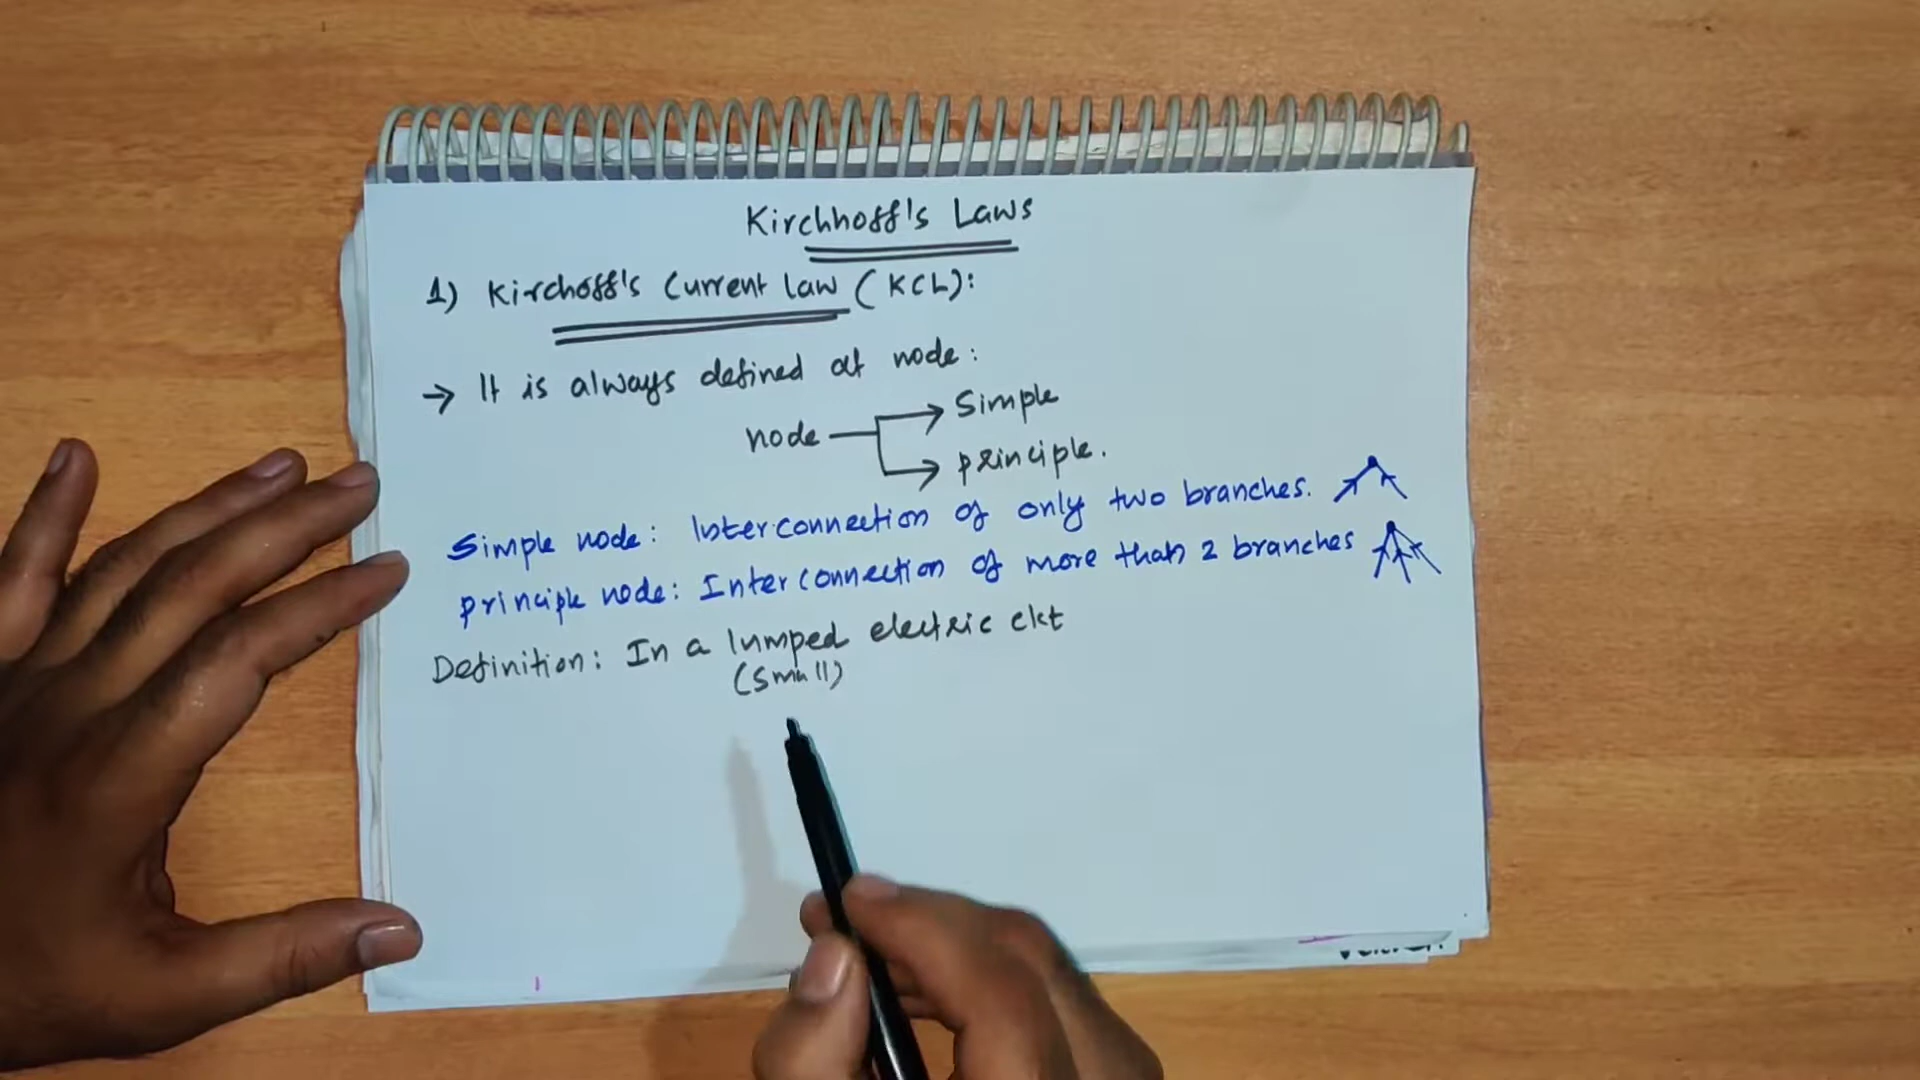 Kirchhoff's Laws
1) Kirchoff's Current law (KCL):
→ It is always defined at node:
node → Simple
→ principle.
Simple node: Interconnection of only two branches.
principle node: Interconnection of more than 2 branches
Definition: In a lumped electric ckt
(small)